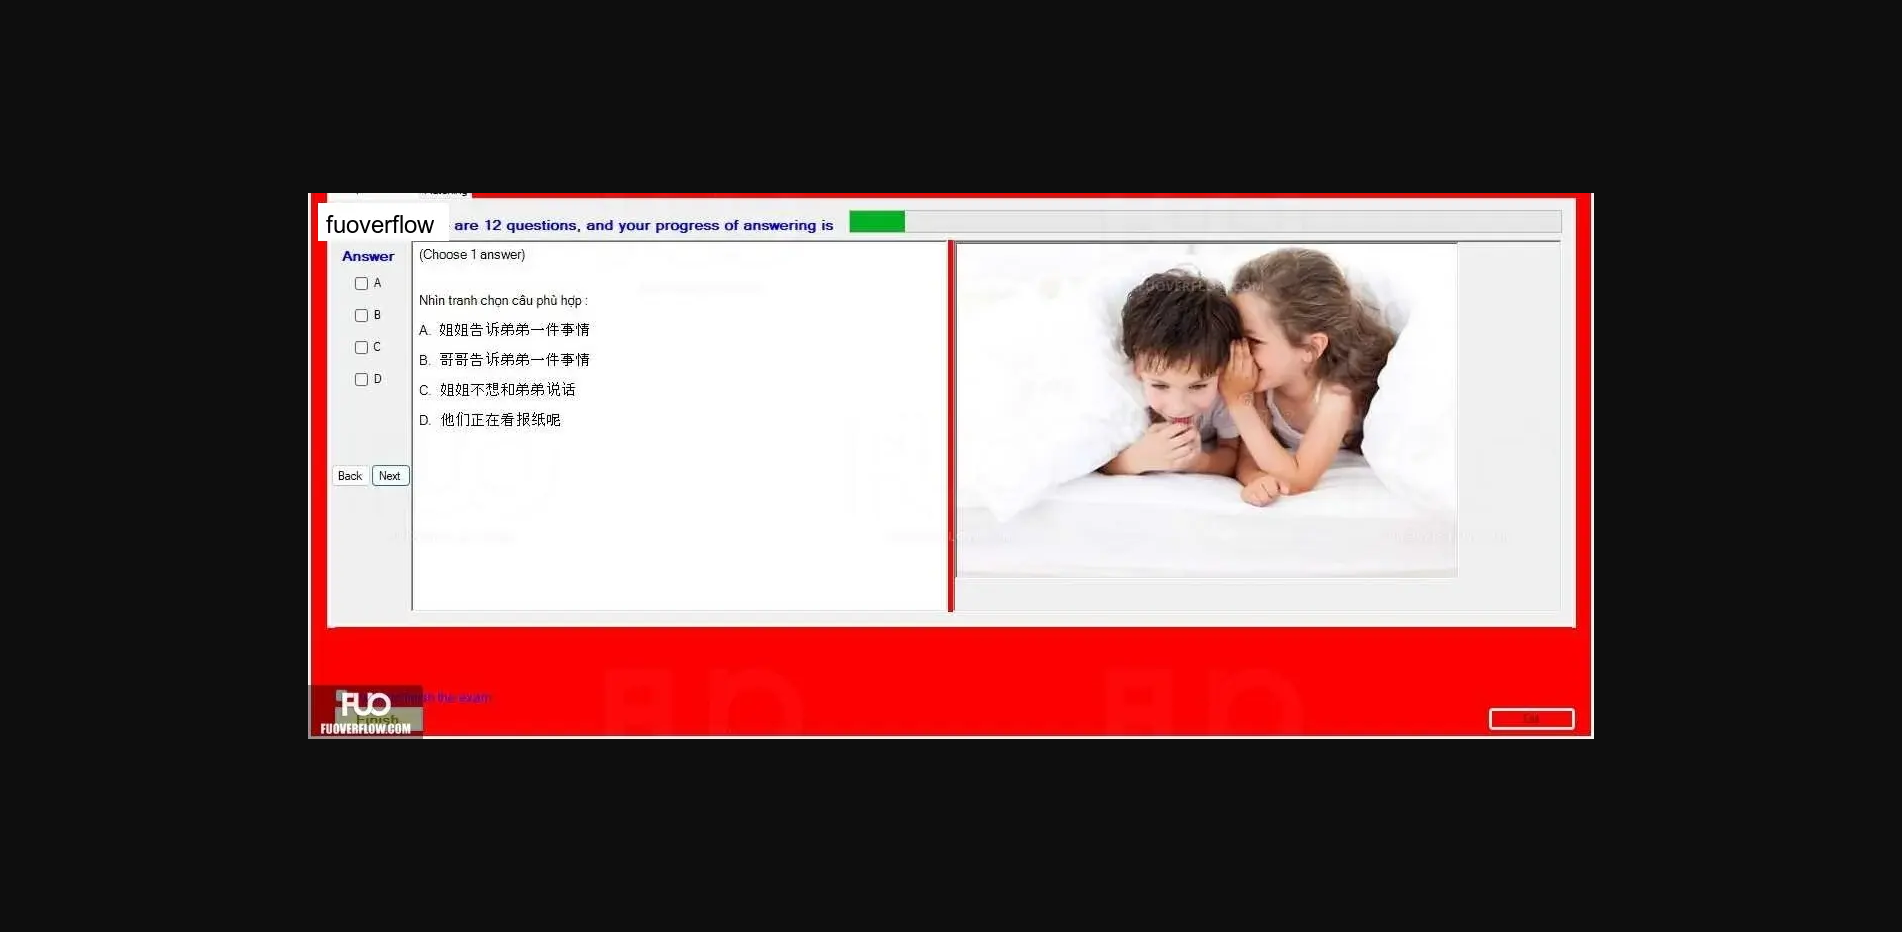 fuoverflow
are 12 questions, and your progress of answering is
Answer
(Choose 1 answer)
A
B
C
D
Nhìn tranh chọn câu phù hợp :
A. 姐姐告诉弟弟一件事情
B. 哥哥告诉弟弟一件事情
C. 姐姐不想和弟弟说话
D. 他们正在看报纸呢
Back
Next
FUOVERFLOW.COM
the exam
FUO
Finish
FUOVERFLOW.COM